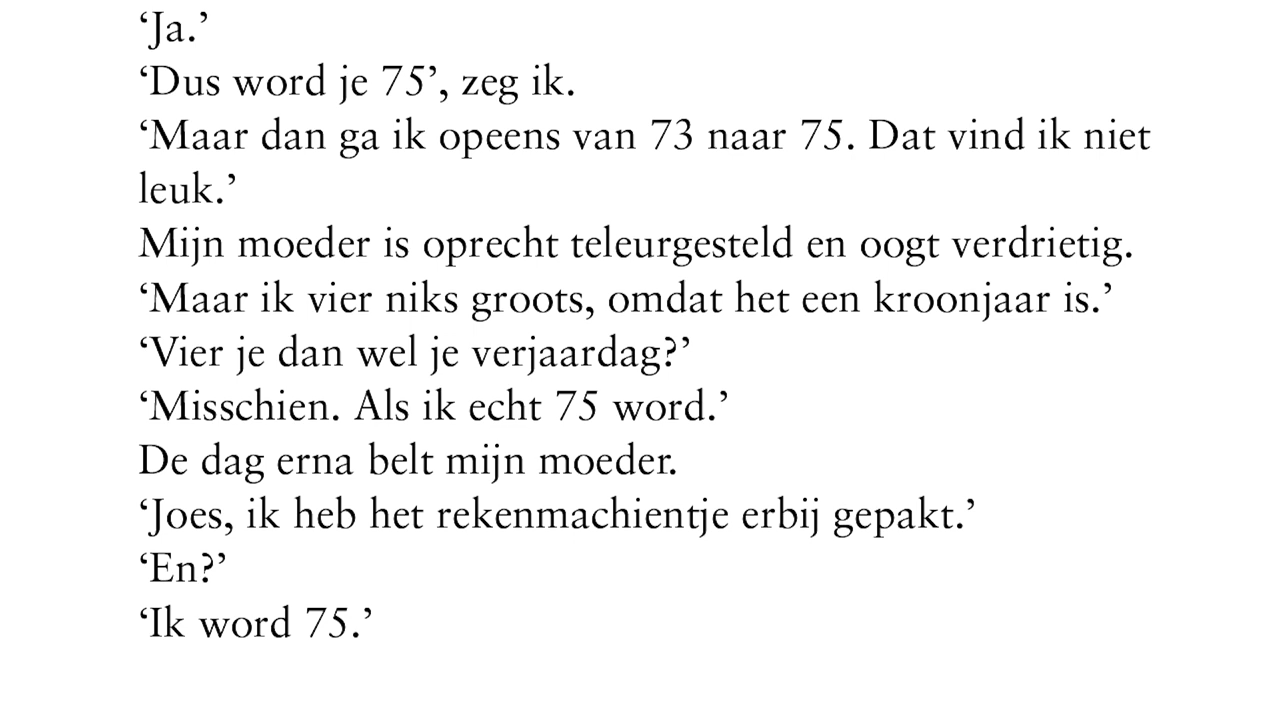 ‘Ja.’
‘Dus word je 75’, zeg ik.
‘Maar dan ga ik opeens van 73 naar 75. Dat vind ik niet
leuk.’
Mijn moeder is oprecht teleurgesteld en oogt verdrietig.
‘Maar ik vier niks groots, omdat het een kroonjaar is.’
‘Vier je dan wel je verjaardag?’
‘Misschien. Als ik echt 75 word.’
De dag erna belt mijn moeder.
‘Joes, ik heb het rekenmachientje erbij gepakt.’
‘En?’
‘Ik word 75.’